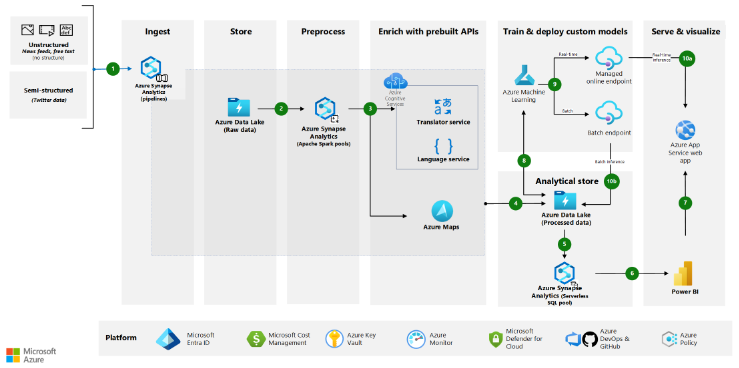 Ingest
Store
Preprocess
Enrich with prebuilt APIs
Train & deploy custom models
Serve & visualize
Abc
def
Unstructured
News feeds, free text
(no structure)
Semi-structured
(Twitter data)
1
Azure Synapse
Analytics
(pipelines)
Azure Data Lake
(Raw data)
2
Azure Synapse
Analytics
(Apache Spark pools)
3
Azure
Cognitive
Services
Translator service
{ }
Language service
Azure Maps
4
Azure Machine
Learning
Real-time
9
Batch
Managed
online endpoint
Batch endpoint
Real-time
inference
10a
Batch inference
10b
8
Analytical store
Azure Data Lake
(Processed data)
5
Azure Synapse
Analytics (Serverless
SQL pool)
6
Azure App
Service web
app
7
Power BI
Microsoft
Azure
Platform
Microsoft
Entra ID
Microsoft Cost
Management
Azure Key
Vault
Azure
Monitor
Microsoft
Defender for
Cloud
Azure
DevOps &
GitHub
Azure
Policy